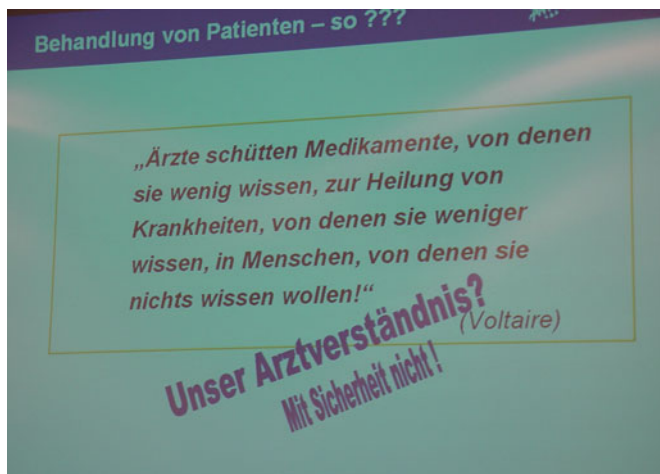 Behandlung von Patienten – so ???
„Ärzte schütten Medikamente, von denen
sie wenig wissen, zur Heilung von
Krankheiten, von denen sie weniger
wissen, in Menschen, von denen sie
nichts wissen wollen!“
(Voltaire)
Unser Arztverständnis?
Mit Sicherheit nicht !